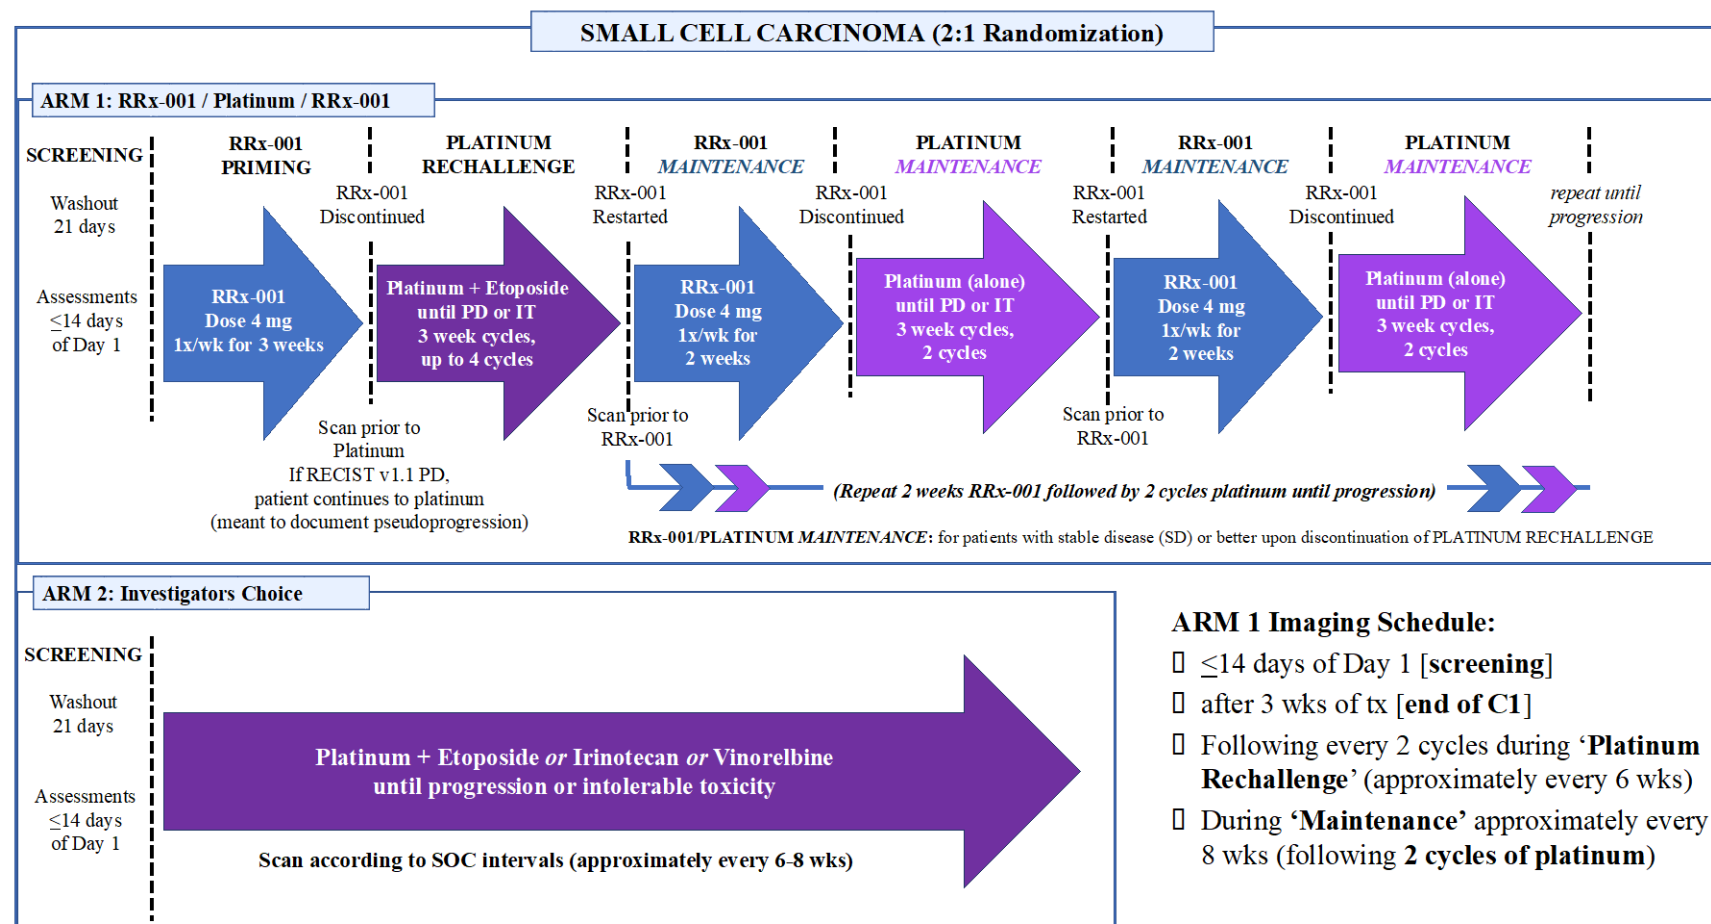 SMALL CELL CARCINOMA (2:1 Randomization)
ARM 1: RRx-001 / Platinum / RRx-001
SCREENING
Washout
21 days
Assessments
≤14 days
of Day 1
RRx-001
PRIMING
RRx-001
Discontinued
RRx-001
Dose 4 mg
1x/wk for 3 weeks
Scan prior to
Platinum
If RECIST v1.1 PD,
patient continues to platinum
(meant to document pseudoprogression)
PLATINUM
RECHALLENGE
Platinum + Etoposide
until PD or IT
3 week cycles,
up to 4 cycles
RRx-001
Restarted
Scan prior to
RRx-001
RRx-001
MAINTENANCE
RRx-001
Dose 4 mg
1x/wk for
2 weeks
RRx-001
Discontinued
PLATINUM
MAINTENANCE
Platinum (alone)
until PD or IT
3 week cycles,
2 cycles
RRx-001
Restarted
Scan prior to
RRx-001
RRx-001
MAINTENANCE
RRx-001
Dose 4 mg
1x/wk for
2 weeks
RRx-001
Discontinued
PLATINUM
MAINTENANCE
Platinum (alone)
until PD or IT
3 week cycles,
2 cycles
repeat until
progression
(Repeat 2 weeks RRx-001 followed by 2 cycles platinum until progression)
RRx-001/PLATINUM MAINTENANCE: for patients with stable disease (SD) or better upon discontinuation of PLATINUM RECHALLENGE
ARM 2: Investigators Choice
SCREENING
Washout
21 days
Assessments
≤14 days
of Day 1
Platinum + Etoposide or Irinotecan or Vinorelbine
until progression or intolerable toxicity
Scan according to SOC intervals (approximately every 6-8 wks)
ARM 1 Imaging Schedule:
▯ ≤14 days of Day 1 [screening]
▯ after 3 wks of tx [end of C1]
▯ Following every 2 cycles during ‘Platinum
Rechallenge’ (approximately every 6 wks)
▯ During ‘Maintenance’ approximately every
8 wks (following 2 cycles of platinum)